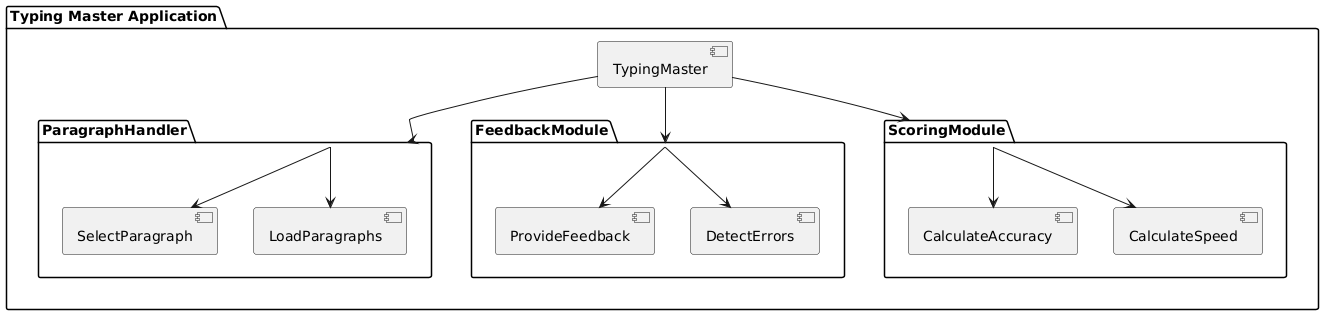 Typing Master Application
TypingMaster
ParagraphHandler
FeedbackModule
ScoringModule
SelectParagraph
LoadParagraphs
ProvideFeedback
DetectErrors
CalculateAccuracy
CalculateSpeed